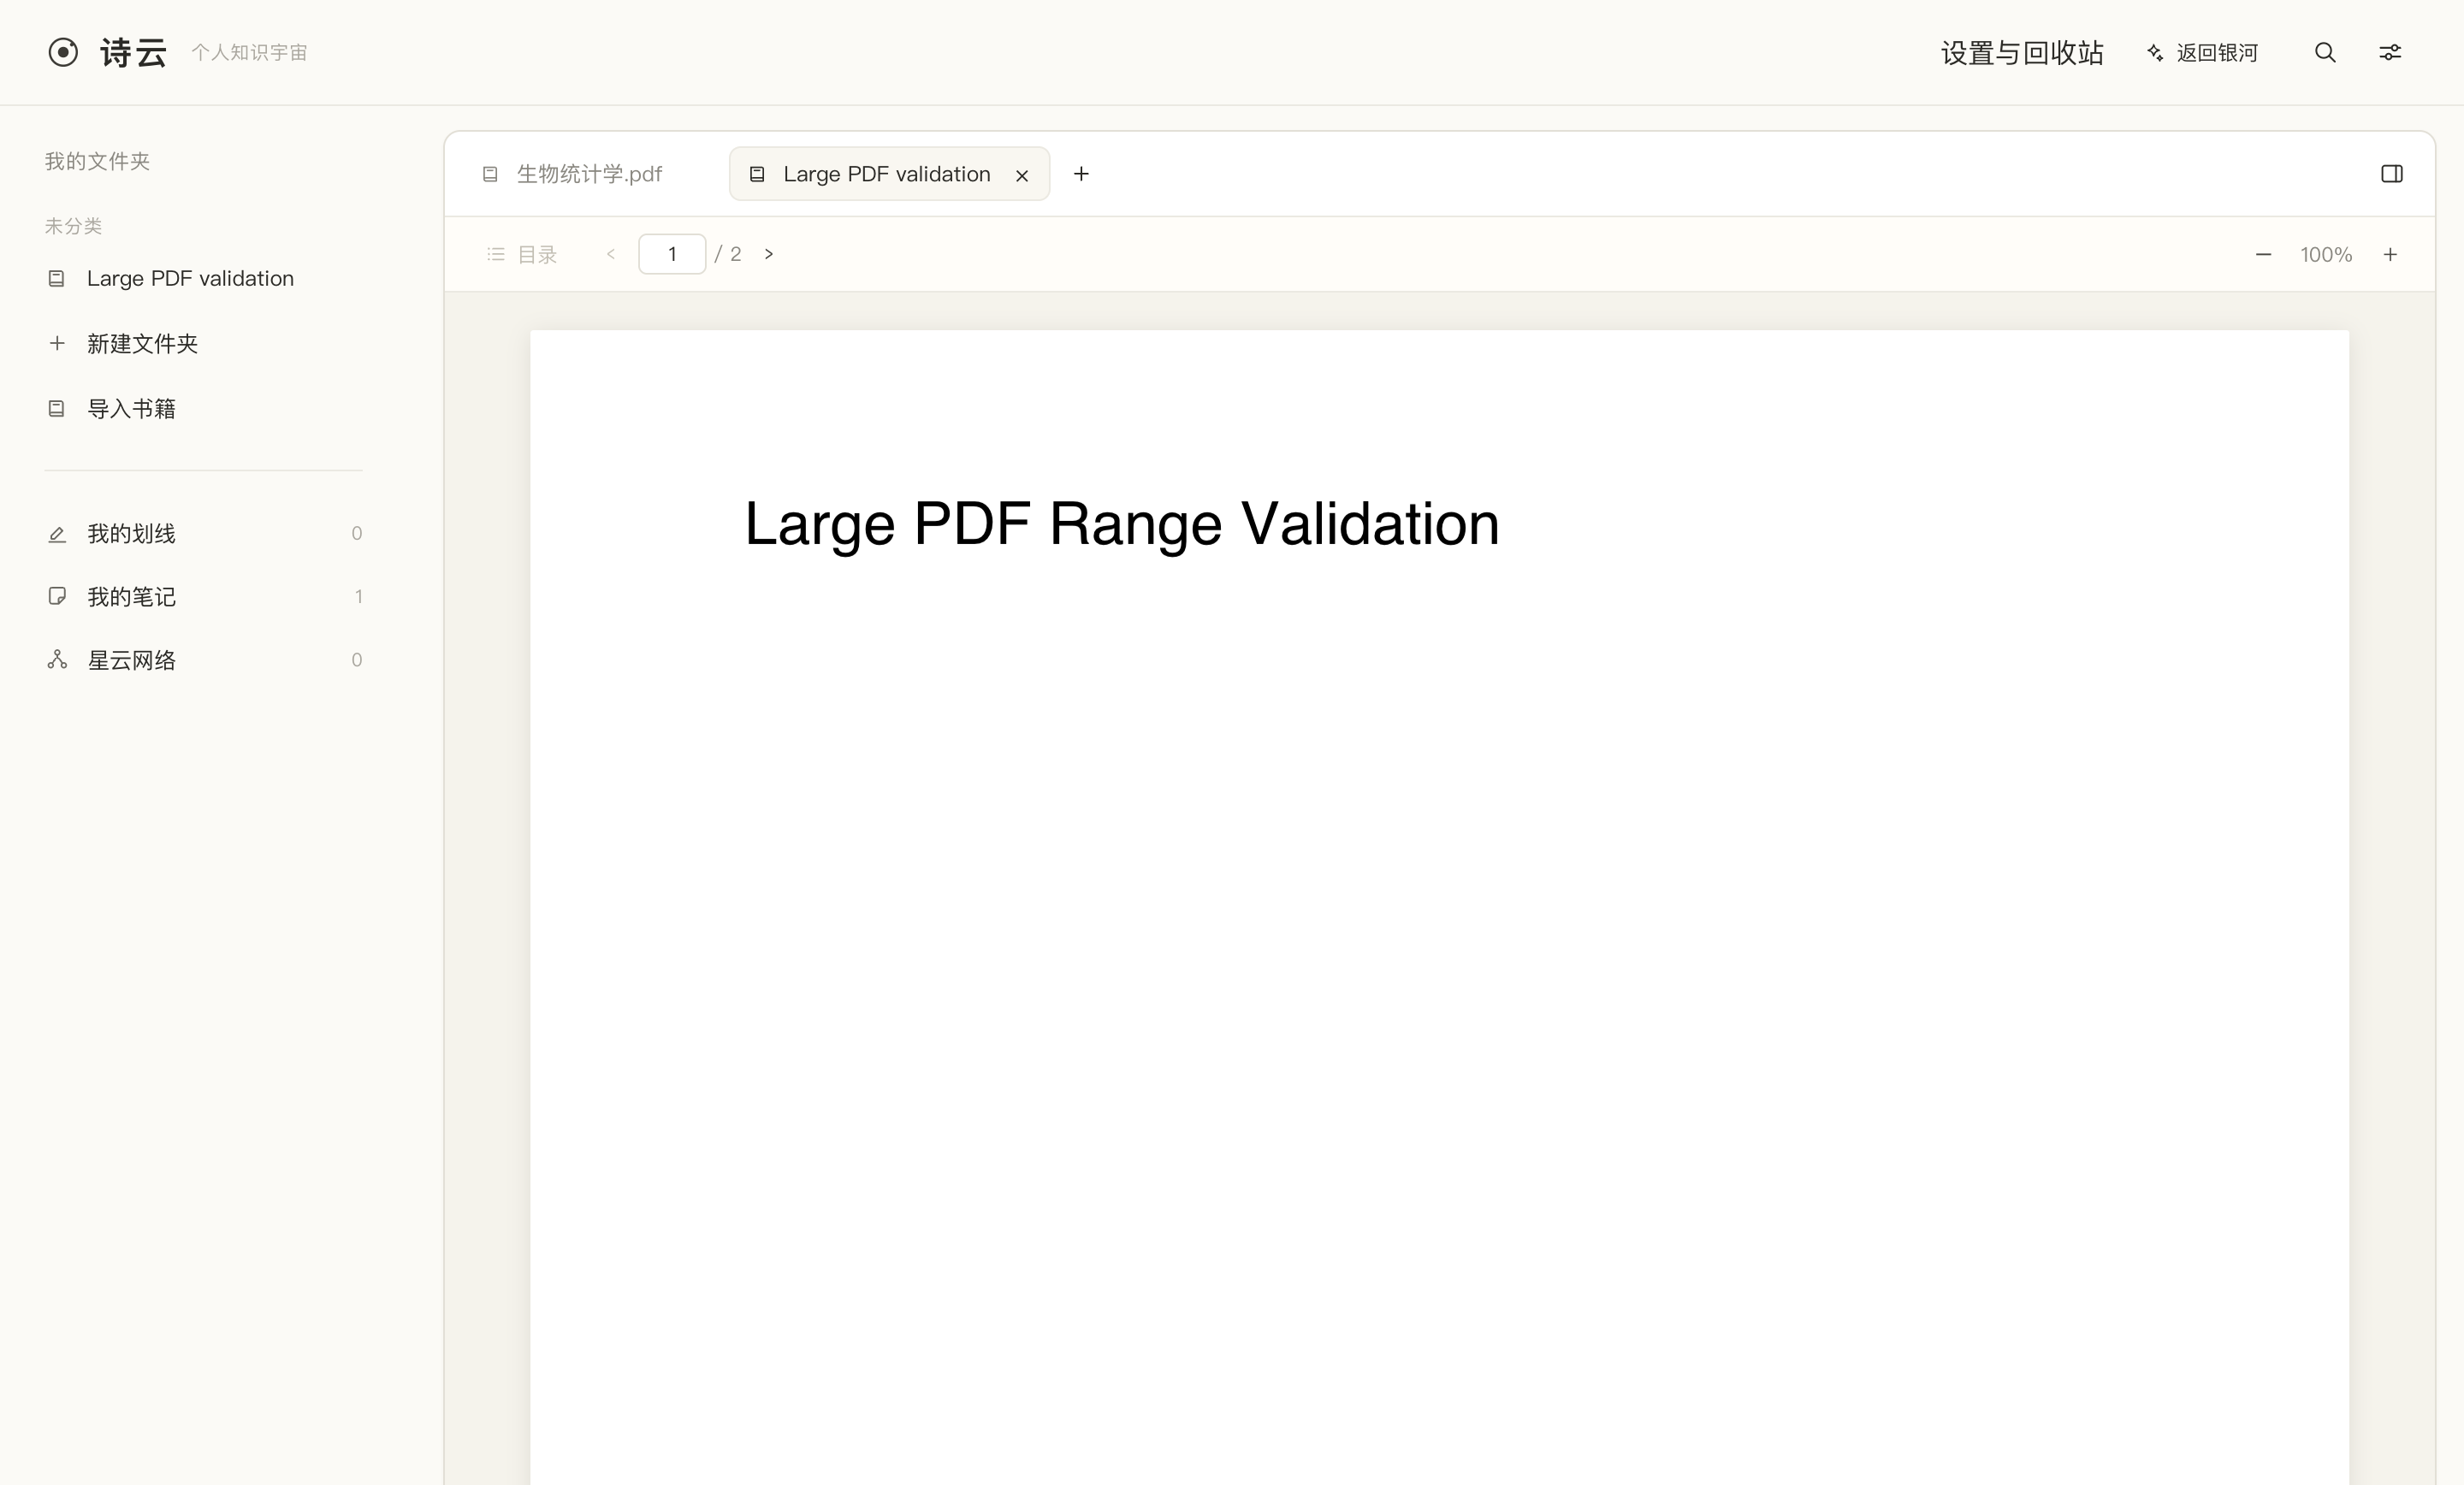 诗云 个人知识宇宙 设置与回收站 返回银河
我的文件夹
未分类
Large PDF validation
新建文件夹
导入书籍
我的划线 0
我的笔记 1
星云网络 0
生物统计学.pdf Large PDF validation
目录 1 / 2 100%
Large PDF Range Validation